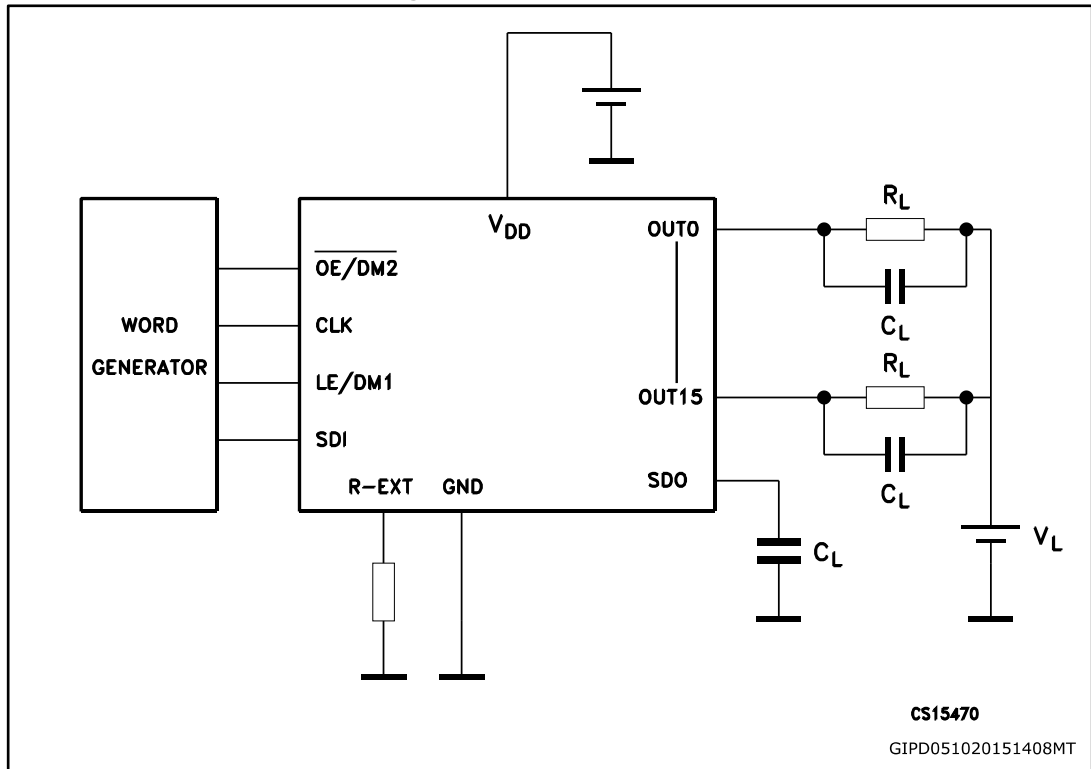 V_DD
OUT0
R_L
C_L
OE/DM2
CLK
LE/DM1
SDI
WORD
GENERATOR
R_L
OUT15
C_L
SDO
R-EXT GND
C_L
V_L
CS15470
GIPD051020151408MT